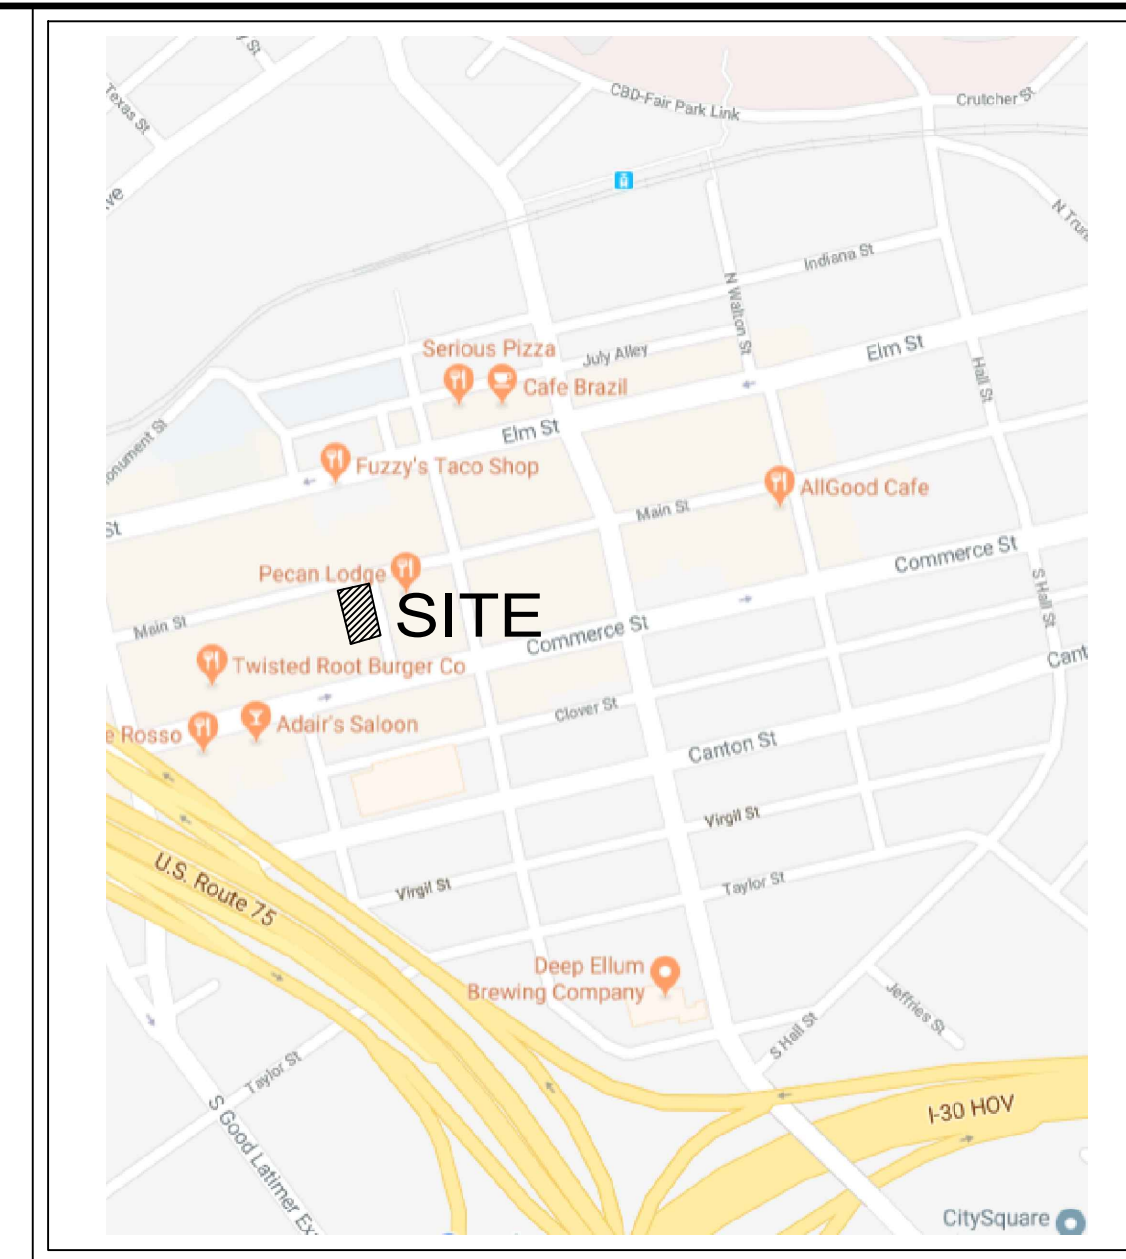 Texas St
CBD-Fair Park Link
Crutcher St
Indiana St
N Walton St
Serious Pizza
July Alley
Elm St
Cafe Brazil
Hall St
Elm St
Fuzzy's Taco Shop
AllGood Cafe
Main St
St
Commerce St
Pecan Lodge
SITE
Main St
S Hall St
Commerce St
Twisted Root Burger Co
Clover St
Adair's Saloon
Canton St
Virgil St
U.S. Route 75
Virgil St
Taylor St
Deep Ellum
Brewing Company
Jeffries St
S Hall St
Taylor St
I-30 HOV
S Good Latimer Ex
CitySquare